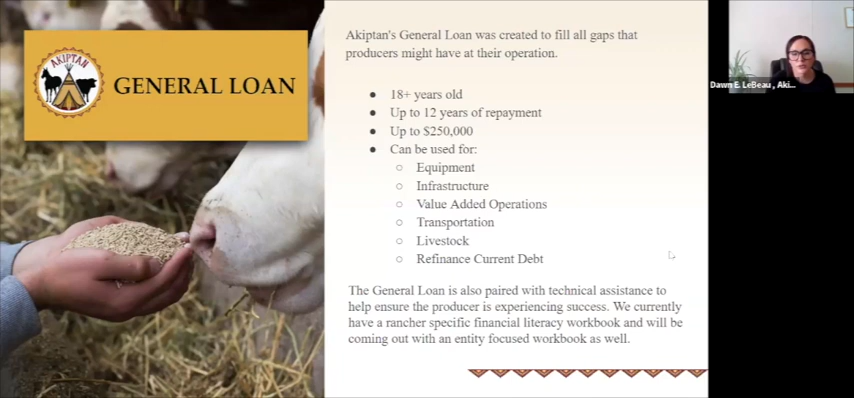 AKIPTAN
GENERAL LOAN
Akiptan's General Loan was created to fill all gaps that
producers might have at their operation.
● 18+ years old
● Up to 12 years of repayment
● Up to $250,000
● Can be used for:
○ Equipment
○ Infrastructure
○ Value Added Operations
○ Transportation
○ Livestock
○ Refinance Current Debt
The General Loan is also paired with technical assistance to
help ensure the producer is experiencing success. We currently
have a rancher specific financial literacy workbook and will be
coming out with an entity focused workbook as well.
Dawn E. LeBeau , Aki...